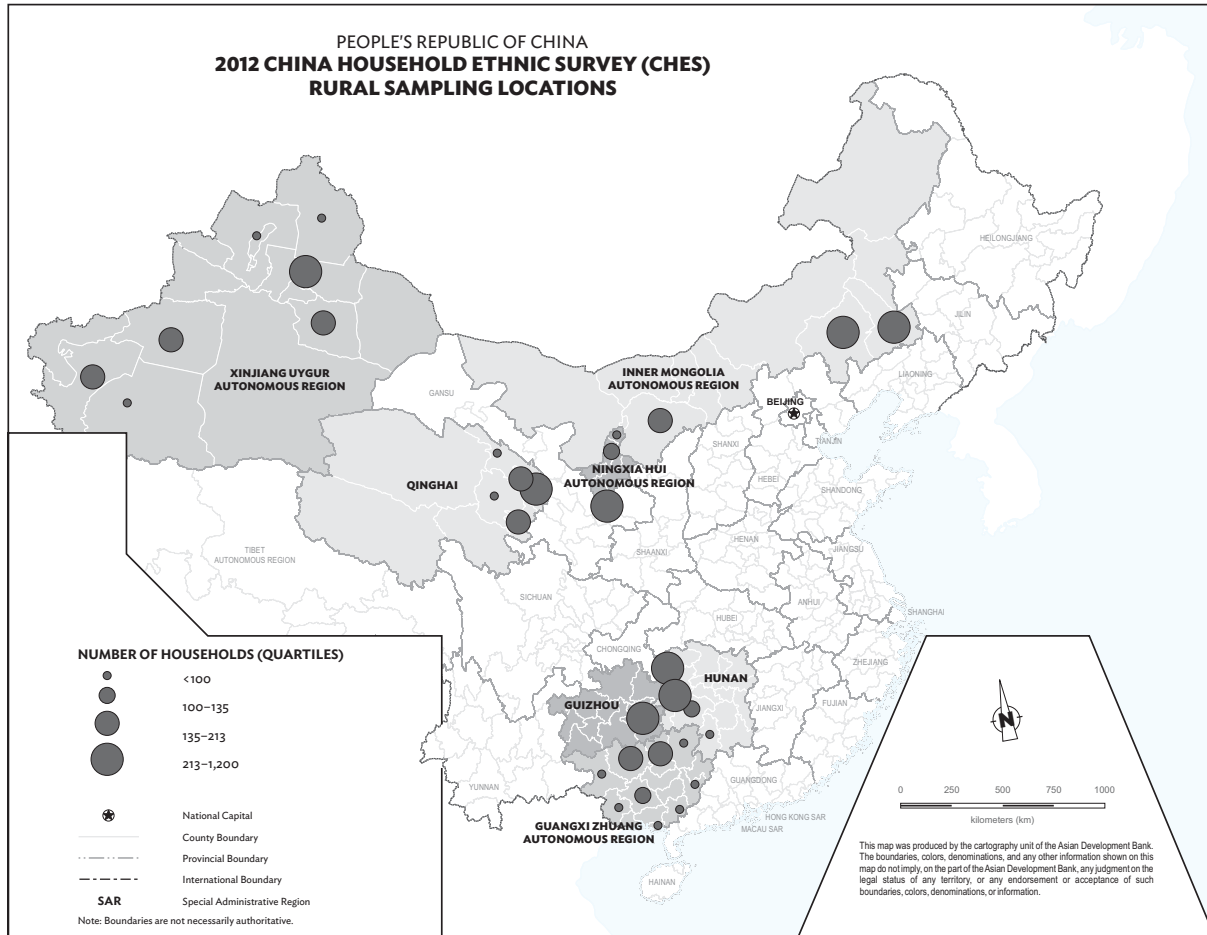 PEOPLE'S REPUBLIC OF CHINA
2012 CHINA HOUSEHOLD ETHNIC SURVEY (CHES)
RURAL SAMPLING LOCATIONS
HEILONGJIANG
JILIN
LIAONING
XINJIANG UYGUR
AUTONOMOUS REGION
INNER MONGOLIA
AUTONOMOUS REGION
GANSU
BEIJING
TIANJIN
SHANXI
HEBEI
NINGXIA HUI
AUTONOMOUS REGION
QINGHAI
SHANDONG
TIBET
AUTONOMOUS REGION
SHAANXI
HENAN
JIANGSU
SICHUAN
ANHUI
SHANGHAI
HUBEI
CHONGQING
ZHEJIANG
HUNAN
GUIZHOU
JIANGXI
FUJIAN
YUNNAN
GUANGDONG
HONG KONG SAR
MACAU SAR
GUANGXI ZHUANG
AUTONOMOUS REGION
HAINAN
NUMBER OF HOUSEHOLDS (QUARTILES)
<100
100–135
135–213
213–1,200
National Capital
County Boundary
Provincial Boundary
International Boundary
SAR Special Administrative Region
Note: Boundaries are not necessarily authoritative.
N
0 250 500 750 1000
kilometers (km)
This map was produced by the cartography unit of the Asian Development Bank.
The boundaries, colors, denominations, and any other information shown on this
map do not imply, on the part of the Asian Development Bank, any judgment on the
legal status of any territory, or any endorsement or acceptance of such
boundaries, colors, denominations, or information.